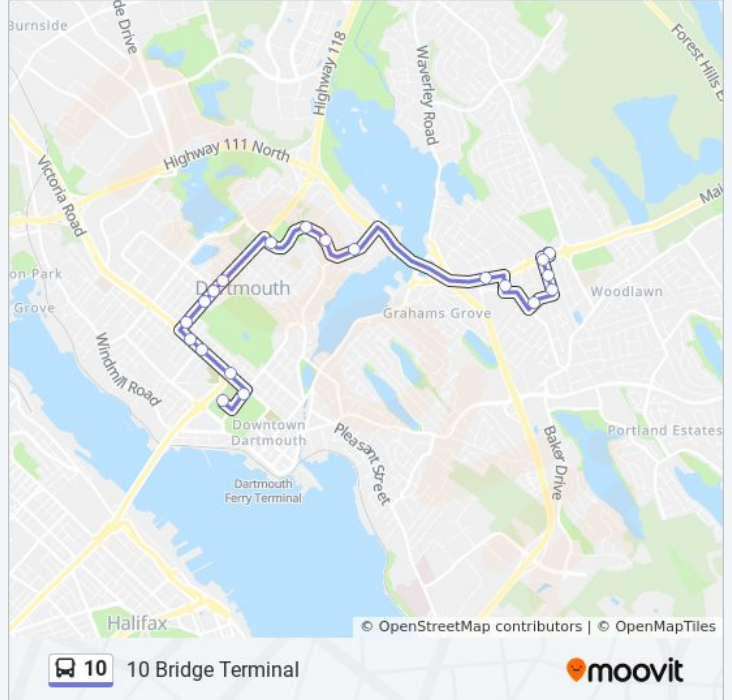 Burnside
de Drive
Highway 118
Waverley Road
Forest Hills E
Highway 111 North
Victoria Road
Mai
on Park
Grove
Dartmouth
Woodlawn
Grahams Grove
Windmill Road
Downtown
Dartmouth
Pleasant Street
Baker Drive
Portland Estates
Dartmouth
Ferry Terminal
Halifax
© OpenStreetMap contributors | © OpenMapTiles
10 10 Bridge Terminal
moovit